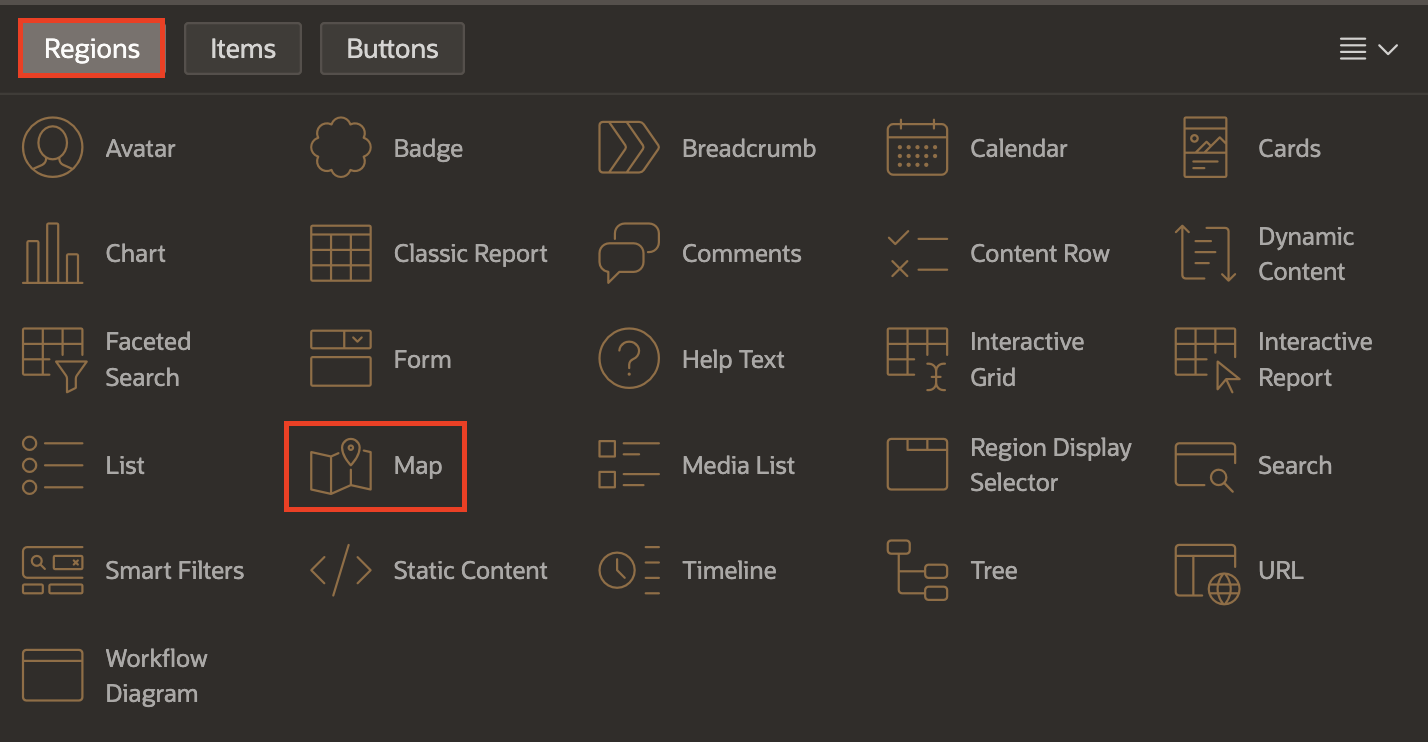 Regions Items Buttons
Avatar Badge Breadcrumb Calendar Cards
Chart Classic Report Comments Content Row Dynamic
Content
Faceted
Search Form Help Text Interactive
Grid Interactive
Report
List Map Media List Region Display
Selector Search
Smart Filters Static Content Timeline Tree URL
Workflow
Diagram